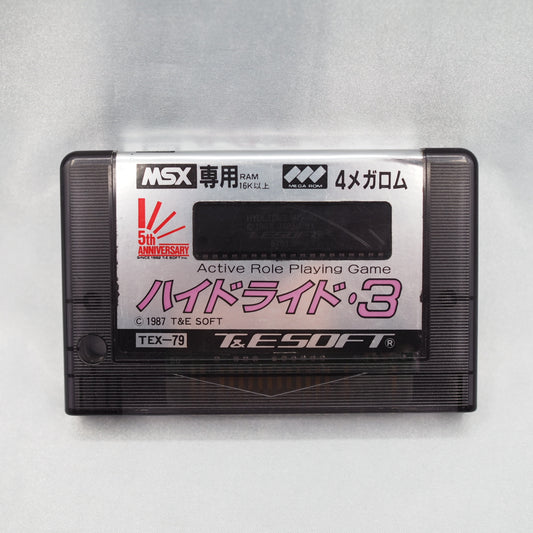 MSX 専用 RAM 16K以上 MEGA ROM 4メガロム
5th ANNIVERSARY
Active Role Playing Game
ハイドライド・3
© 1987 T&E SOFT
TEX-79 T&E SOFT®